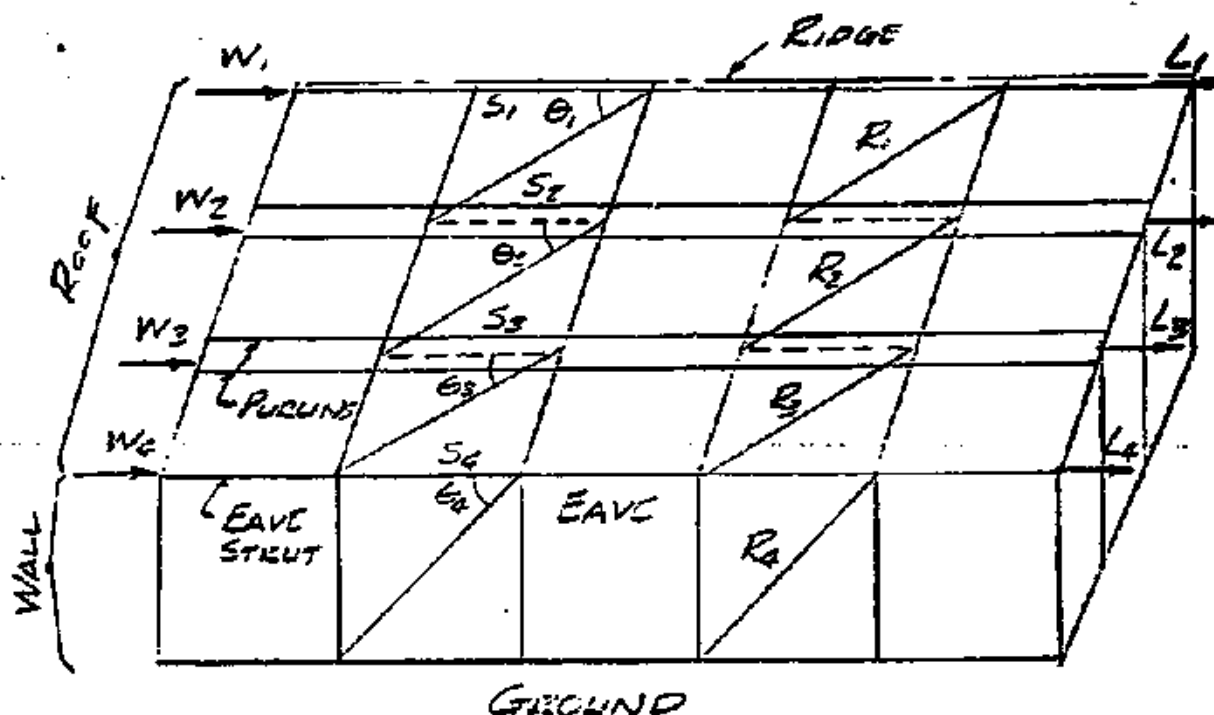 RIDGE
W1
L1
S1
θ1
R1
S2
W2
θ2
R2
L2
ROOF
S3
W3
L3
PURLINS
θ3
R3
W4
L4
S4
θ4
EAVE
STRUT
EAVE
R4
WALL
GROUND